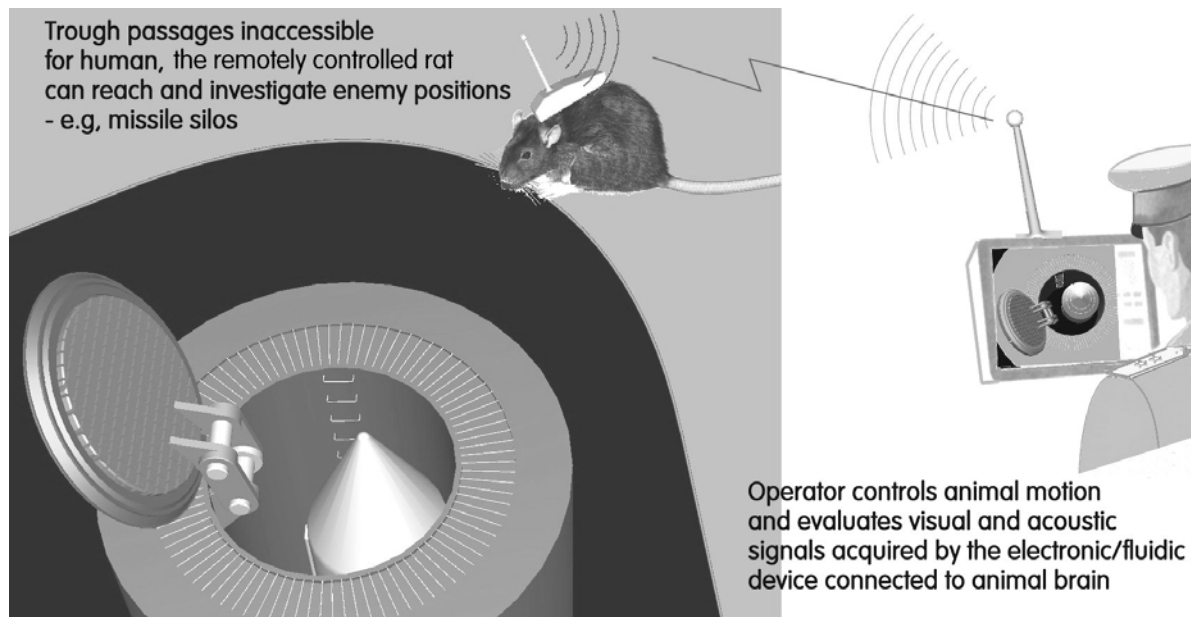 Trough passages inaccessible
for human, the remotely controlled rat
can reach and investigate enemy positions
- e.g, missile silos
Operator controls animal motion
and evaluates visual and acoustic
signals acquired by the electronic/fluidic
device connected to animal brain